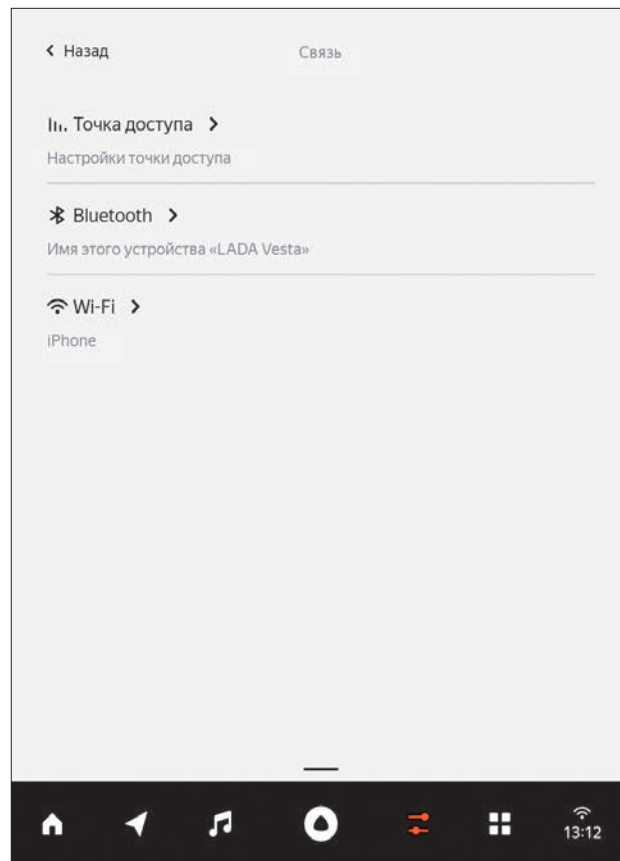 Назад
Связь
Точка доступа
Настройки точки доступа
Bluetooth
Имя этого устройства «LADA Vesta»
Wi-Fi
iPhone
13:12